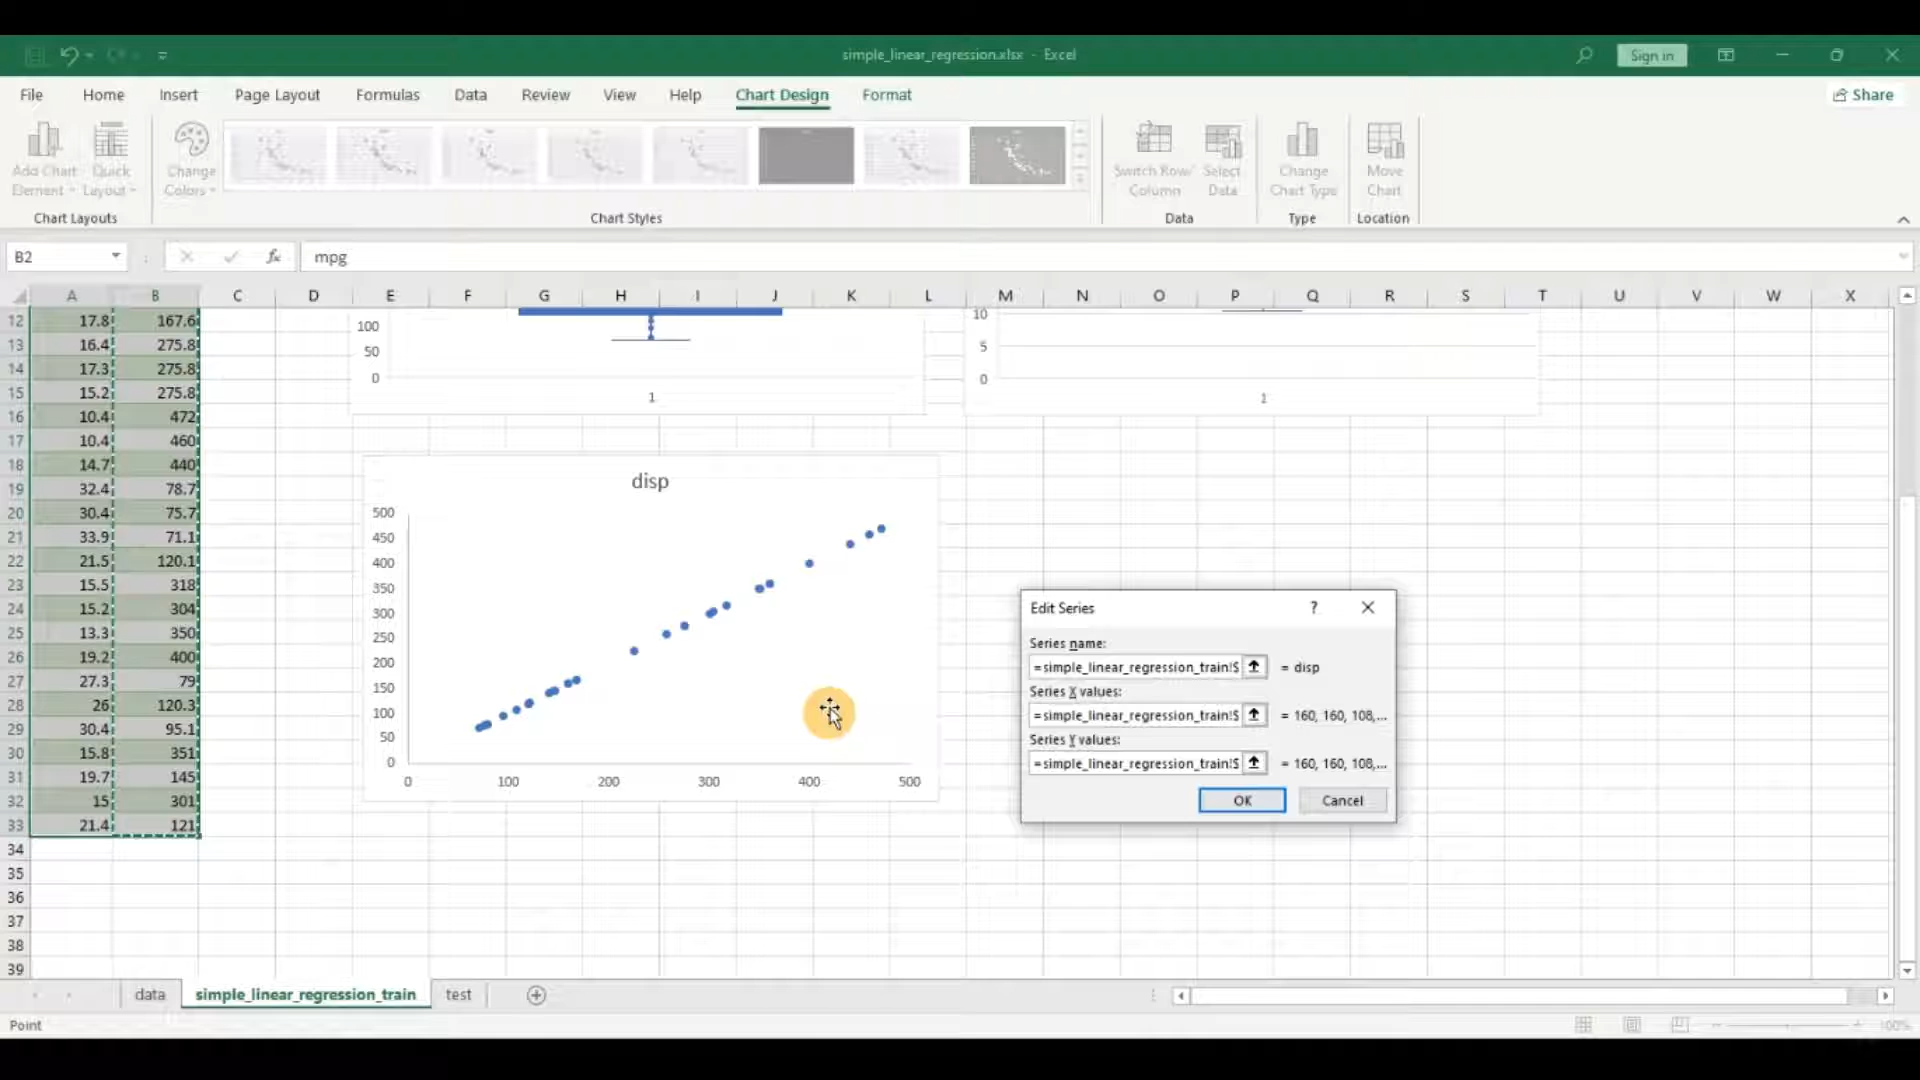 simple_linear_regression.xlsx - Excel
Sign in
File Home Insert Page Layout Formulas Data Review View Help Chart Design Format Share
Add Chart Element
Quick Layout
Change Colors
Switch Row/ Column
Select Data
Change Chart Type
Move Chart
Chart Layouts
Chart Styles
Data
Type
Location
B2 fx mpg
A B C D E F G H I J K L M N O P Q R S T U V W X
12 17.8 167.6
13 16.4 275.8
14 17.3 275.8
15 15.2 275.8
16 10.4 472
17 10.4 460
18 14.7 440
19 32.4 78.7
20 30.4 75.7
21 33.9 71.1
22 21.5 120.1
23 15.5 318
24 15.2 304
25 13.3 350
26 19.2 400
27 27.3 79
28 26 120.3
29 30.4 95.1
30 15.8 351
31 19.7 145
32 15 301
33 21.4 121
34
35
36
37
38
39
100
50
0
1
10
5
0
1
disp
500
450
400
350
300
250
200
150
100
50
0
0 100 200 300 400 500
Edit Series ?
Series name:
=simple_linear_regression_train!$ = disp
Series X values:
=simple_linear_regression_train!$ = 160, 160, 108,...
Series Y values:
=simple_linear_regression_train!$ = 160, 160, 108,...
OK Cancel
data simple_linear_regression_train test
Point
100%